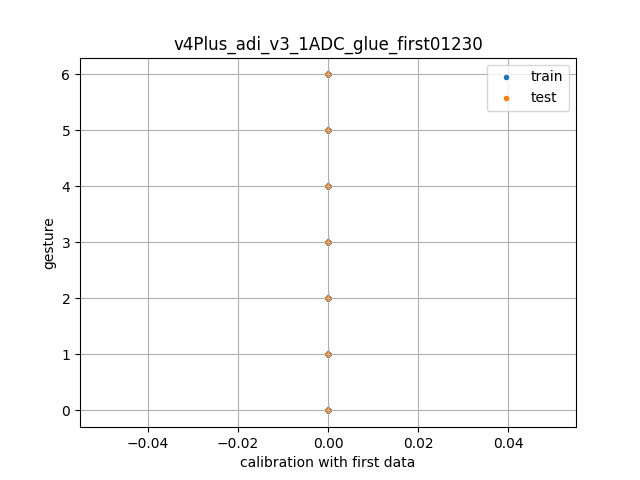 v4Plus_adi_v3_1ADC_glue_first01230
train
test
6
5
4
3
2
1
0
gesture
−0.04 −0.02 0.00 0.02 0.04
calibration with first data